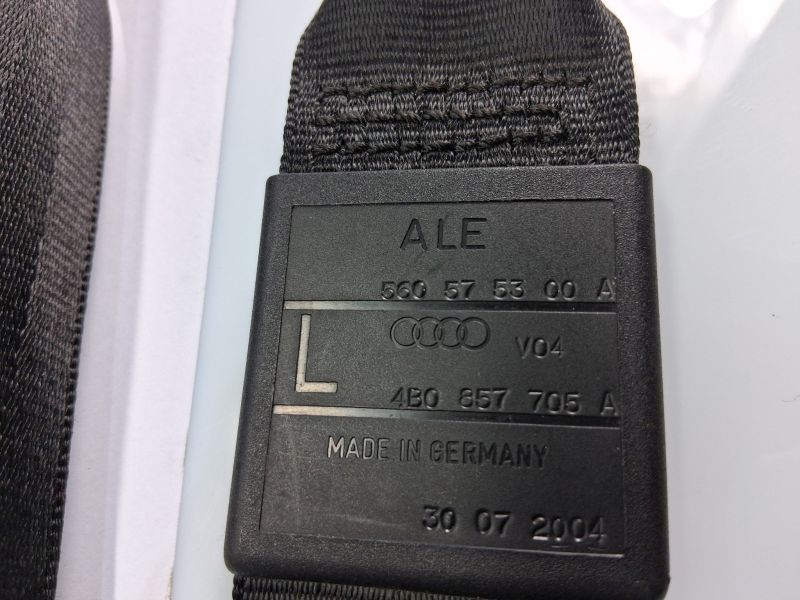 ALE
560 57 53 00 A
L
V04
4B0 857 705 A
MADE IN GERMANY
30 07 2004